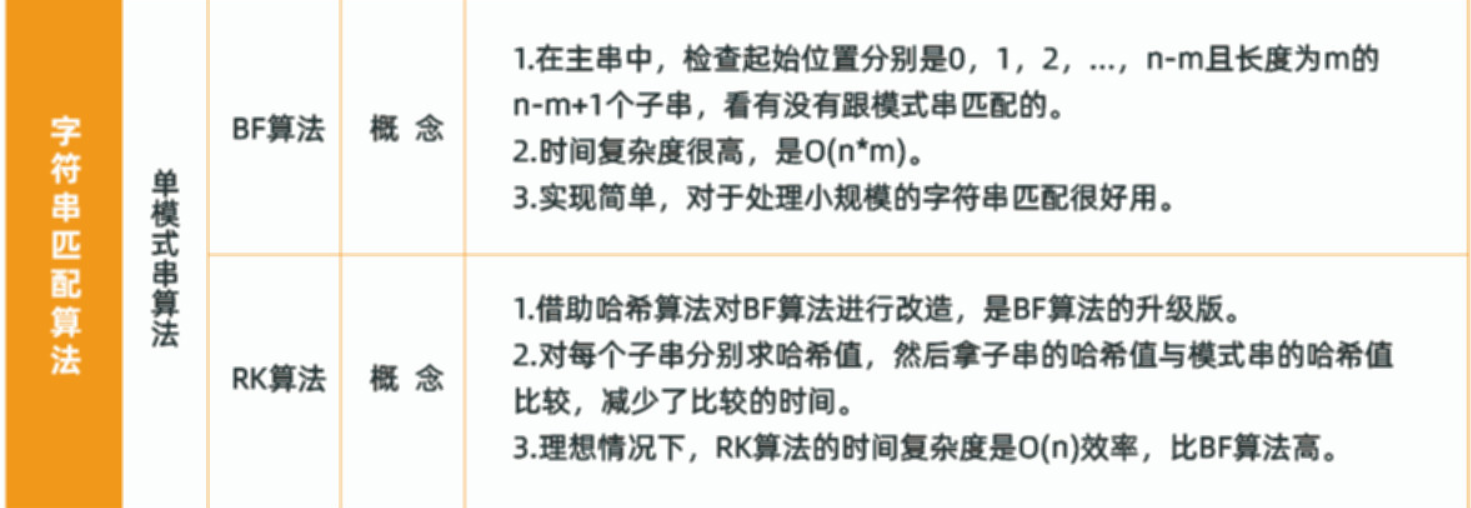 字符串匹配算法
单模式串算法
BF算法
概 念
1.在主串中，检查起始位置分别是0，1，2，...，n-m且长度为m的
n-m+1个子串，看有没有跟模式串匹配的。
2.时间复杂度很高，是O(n*m)。
3.实现简单，对于处理小规模的字符串匹配很好用。
RK算法
概 念
1.借助哈希算法对BF算法进行改造，是BF算法的升级版。
2.对每个子串分别求哈希值，然后拿子串的哈希值与模式串的哈希值
比较，减少了比较的时间。
3.理想情况下，RK算法的时间复杂度是O(n)效率，比BF算法高。